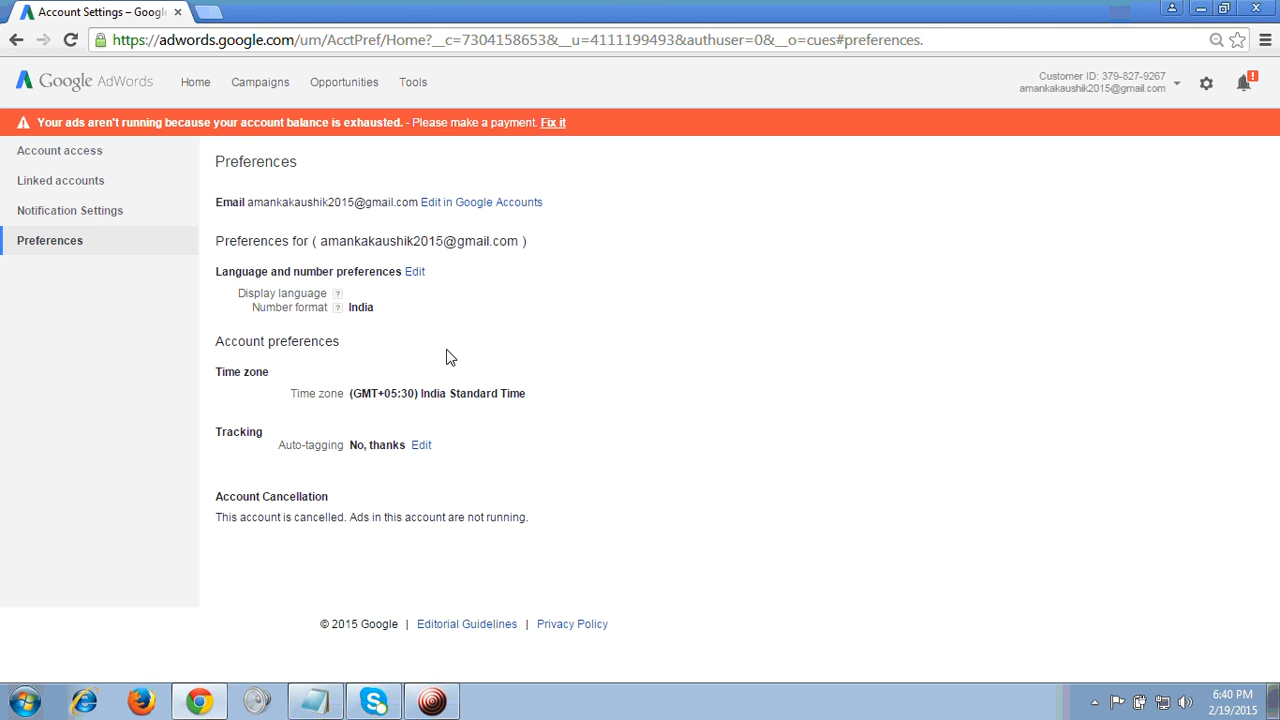 Account Settings – Google
https://adwords.google.com/um/AcctPref/Home?__c=7304158653&__u=4111199493&authuser=0&__o=cues#preferences.
Google AdWords Home Campaigns Opportunities Tools
Customer ID: 379-827-9267
amankakaushik2015@gmail.com
Your ads aren't running because your account balance is exhausted. - Please make a payment. Fix it
Account access
Linked accounts
Notification Settings
Preferences
Preferences
Email amankakaushik2015@gmail.com Edit in Google Accounts
Preferences for ( amankakaushik2015@gmail.com )
Language and number preferences Edit
Display language ?
Number format ? India
Account preferences
Time zone
Time zone (GMT+05:30) India Standard Time
Tracking
Auto-tagging No, thanks Edit
Account Cancellation
This account is cancelled. Ads in this account are not running.
© 2015 Google | Editorial Guidelines | Privacy Policy
6:40 PM
2/19/2015